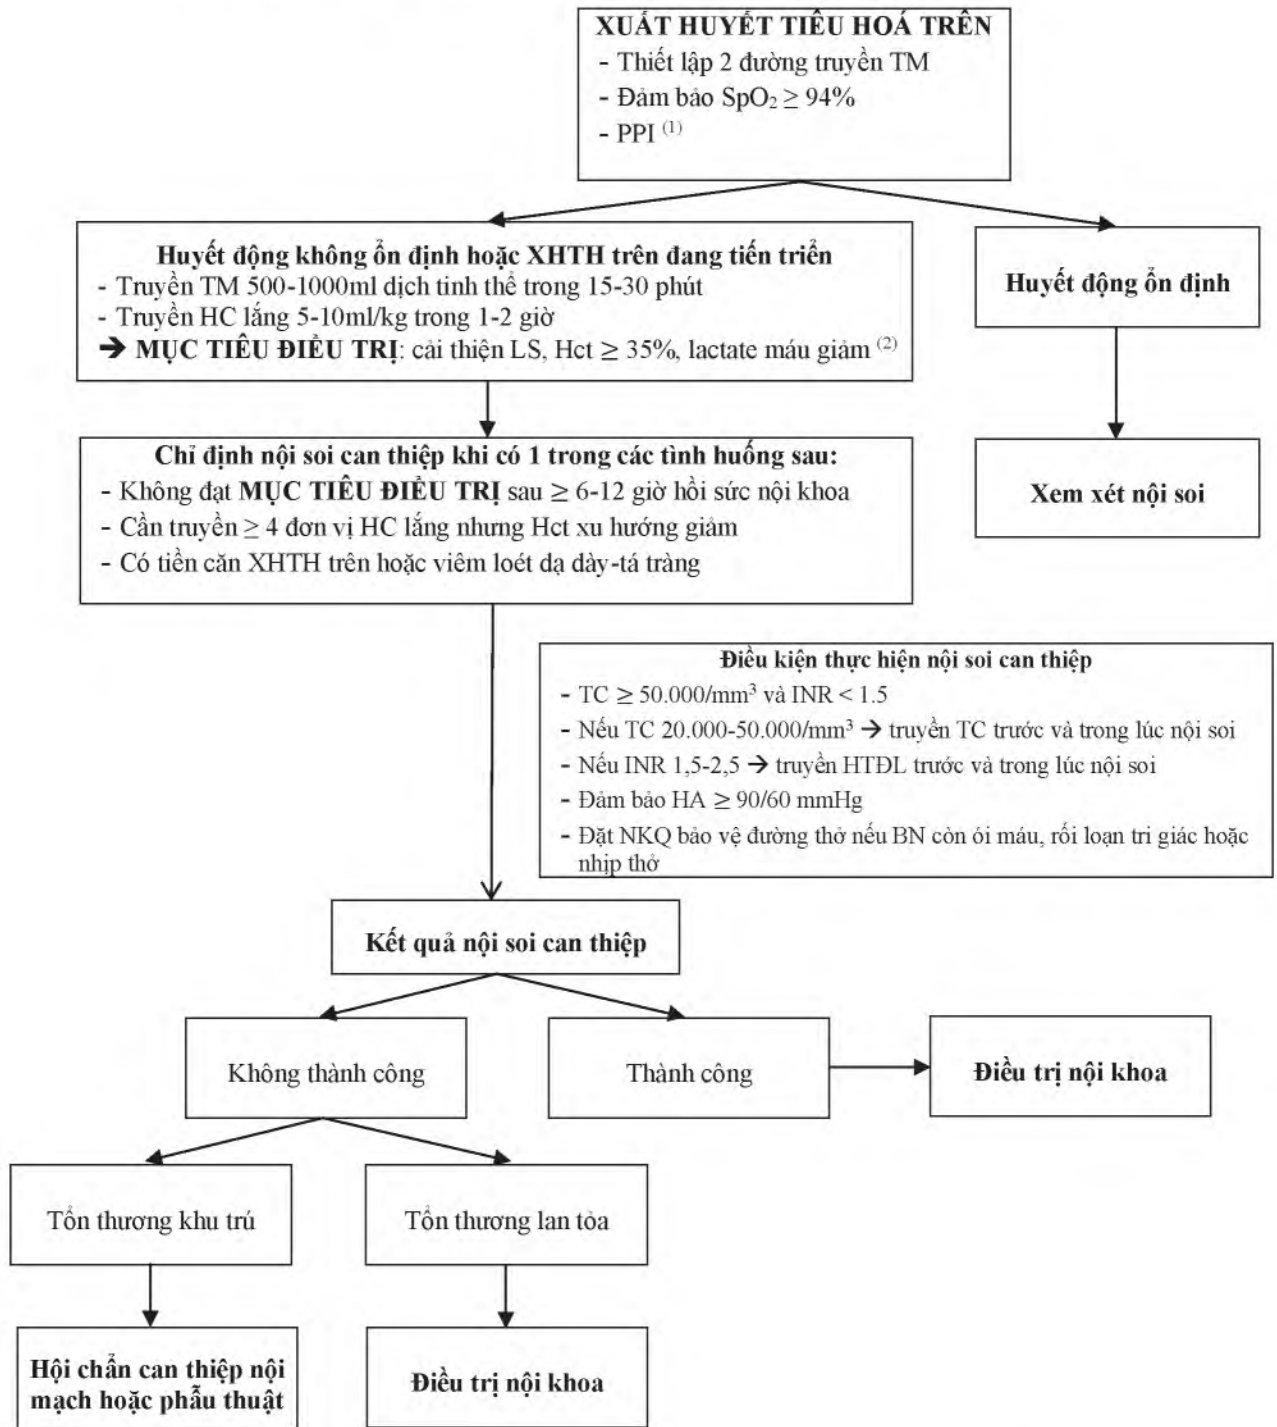 XUẤT HUYẾT TIÊU HOÁ TRÊN
- Thiết lập 2 đường truyền TM
- Đảm bảo SpO₂ ≥ 94%
- PPI ⁽¹⁾
Huyết động không ổn định hoặc XHTH trên đang tiến triển
- Truyền TM 500-1000ml dịch tinh thể trong 15-30 phút
- Truyền HC lắng 5-10ml/kg trong 1-2 giờ
➔ MỤC TIÊU ĐIỀU TRỊ: cải thiện LS, Hct ≥ 35%, lactate máu giảm ⁽²⁾
Huyết động ổn định
Chỉ định nội soi can thiệp khi có 1 trong các tình huống sau:
- Không đạt MỤC TIÊU ĐIỀU TRỊ sau ≥ 6-12 giờ hồi sức nội khoa
- Cần truyền ≥ 4 đơn vị HC lắng nhưng Hct xu hướng giảm
- Có tiền căn XHTH trên hoặc viêm loét dạ dày-tá tràng
Xem xét nội soi
Điều kiện thực hiện nội soi can thiệp
- TC ≥ 50.000/mm³ và INR < 1.5
- Nếu TC 20.000-50.000/mm³ ➔ truyền TC trước và trong lúc nội soi
- Nếu INR 1,5-2,5 ➔ truyền HTĐL trước và trong lúc nội soi
- Đảm bảo HA ≥ 90/60 mmHg
- Đặt NKQ bảo vệ đường thở nếu BN còn ói máu, rối loạn tri giác hoặc
nhịp thở
Kết quả nội soi can thiệp
Không thành công
Thành công
Điều trị nội khoa
Tổn thương khu trú
Tổn thương lan tỏa
Hội chẩn can thiệp nội
mạch hoặc phẫu thuật
Điều trị nội khoa